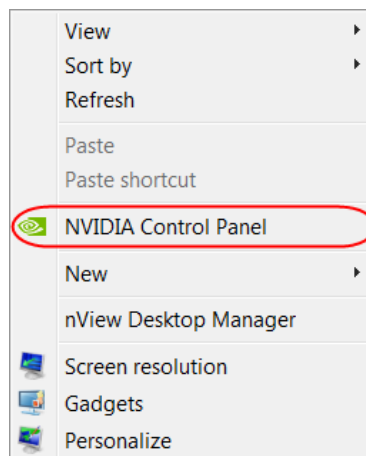 View
Sort by
Refresh
Paste
Paste shortcut
NVIDIA Control Panel
New
nView Desktop Manager
Screen resolution
Gadgets
Personalize